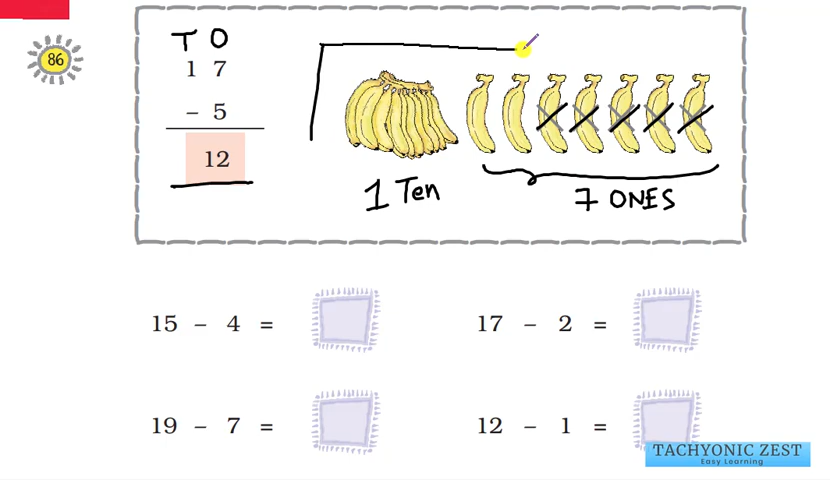 86
T O
1 7
– 5
12
1 Ten
7 ONES
15 – 4 =
17 – 2 =
19 – 7 =
12 – 1 =
TACHYONIC ZEST
Easy Learning